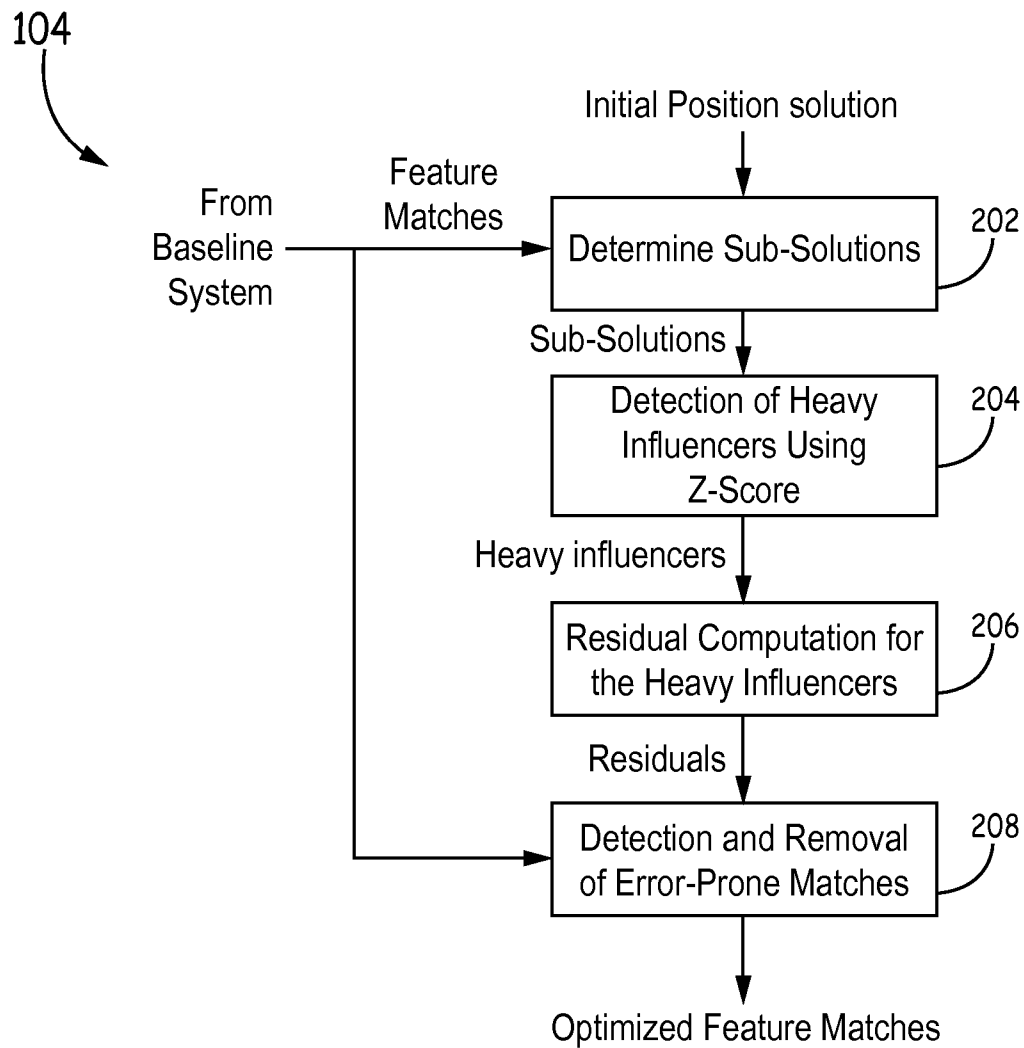 104
Initial Position solution
Feature
Matches
From
Baseline
System
Determine Sub-Solutions
202
Sub-Solutions
Detection of Heavy
Influencers Using
Z-Score
204
Heavy influencers
Residual Computation for
the Heavy Influencers
206
Residuals
Detection and Removal
of Error-Prone Matches
208
Optimized Feature Matches